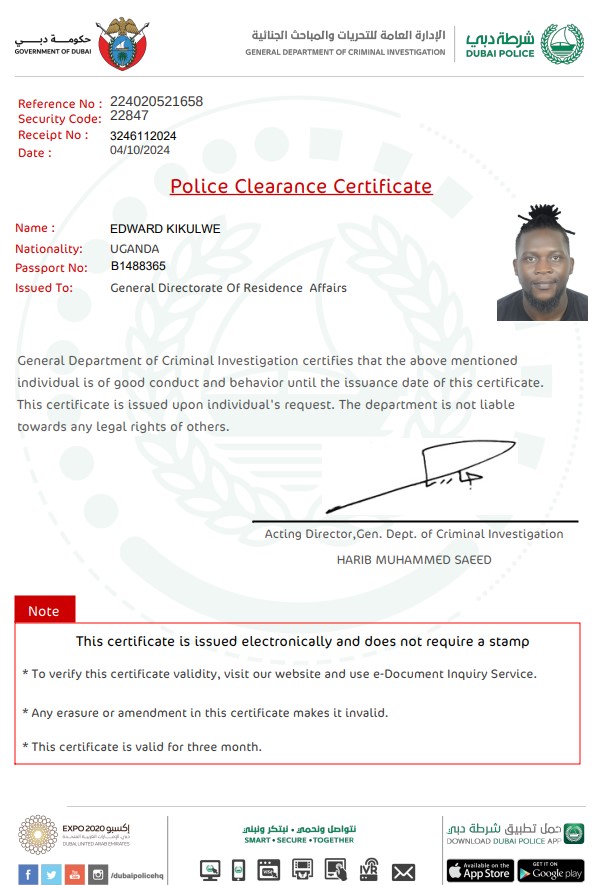 حكومة دبي
GOVERNMENT OF DUBAI
الإدارة العامة للتحريات والمباحث الجنائية
GENERAL DEPARTMENT OF CRIMINAL INVESTIGATION
شرطة دبي
DUBAI POLICE
Reference No : 224020521658
Security Code: 22847
Receipt No : 3246112024
Date : 04/10/2024
Police Clearance Certificate
Name : EDWARD KIKULWE
Nationality: UGANDA
Passport No: B1488365
Issued To: General Directorate Of Residence Affairs
General Department of Criminal Investigation certifies that the above mentioned
individual is of good conduct and behavior until the issuance date of this certificate.
This certificate is issued upon individual's request. The department is not liable
towards any legal rights of others.
Acting Director,Gen. Dept. of Criminal Investigation
HARIB MUHAMMED SAEED
Note
This certificate is issued electronically and does not require a stamp
* To verify this certificate validity, visit our website and use e-Document Inquiry Service.
* Any erasure or amendment in this certificate makes it invalid.
* This certificate is valid for three month.
EXPO 2020 إكسبو
DUBAI, UNITED ARAB EMIRATES
/dubaipolicehq
نتواصل ونحمي • نبتكر ونبني
SMART • SECURE • TOGETHER
IVR
حمل تطبيق شرطة دبي
DOWNLOAD DUBAI POLICE APP
Available on the
App Store
GET IT ON
Google play